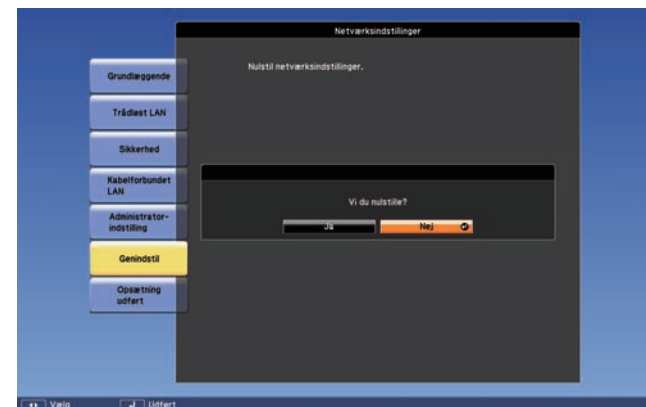 Netværksindstillinger
Nulstil netværksindstillinger.
Grundlæggende
Trådløst LAN
Sikkerhed
Kabelforbundet
LAN
Administrator-
indstilling
Genindstil
Opsætning
udført
Vi du nulstille?
Ja Nej
Vælg Udført